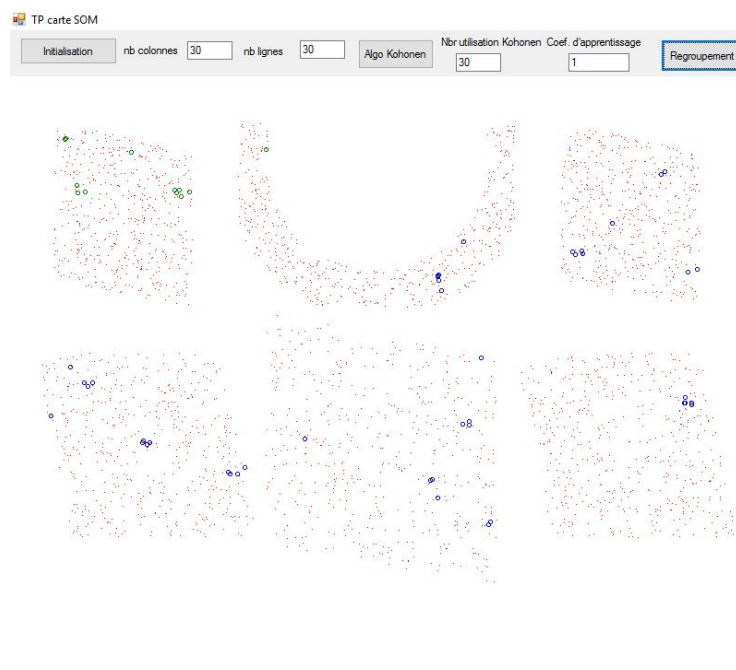 TP carte SOM
Initialisation nb colonnes 30 nb lignes 30 Algo Kohonen Nbr utilisation Kohonen Coef. d'apprentissage Regroupement
30 1